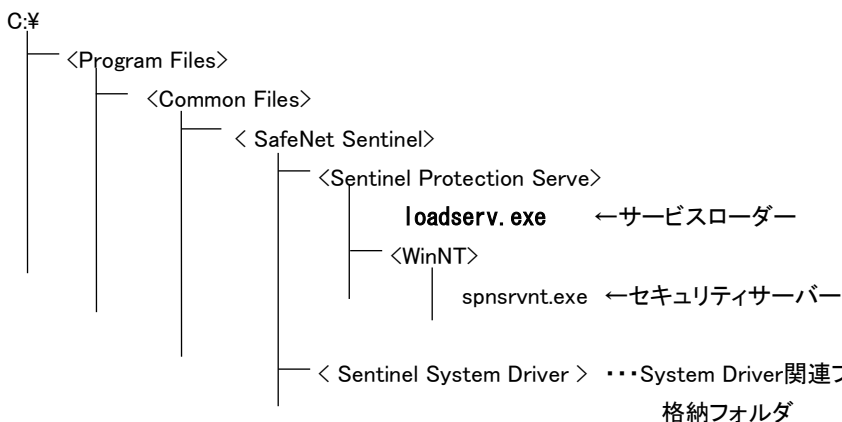 C:¥
<Program Files>
<Common Files>
< SafeNet Sentinel>
<Sentinel Protection Serve>
loadserv.exe ←サービスローダー
<WinNT>
spnsrvnt.exe ←セキュリティサーバー
< Sentinel System Driver > ・・・System Driver関連フ
格納フォルダ